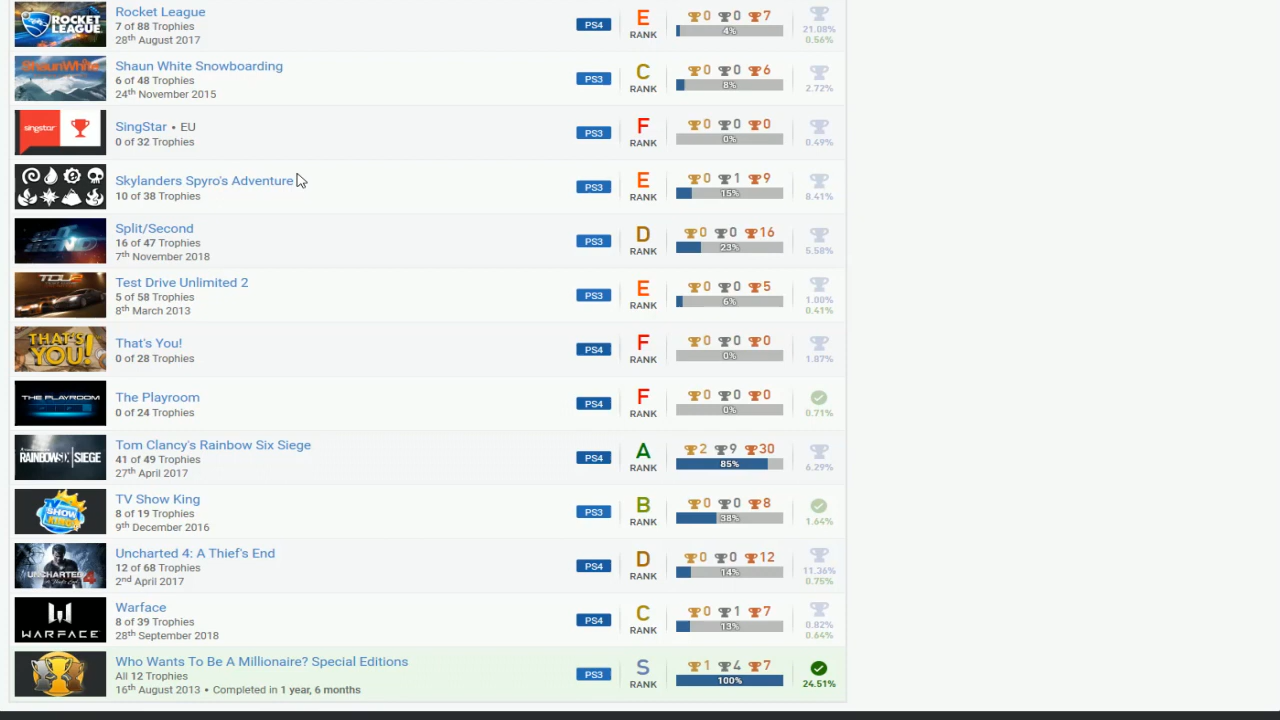 ROCKET LEAGUE
Rocket League
7 of 88 Trophies
28th August 2017
PS4
E RANK
0 0 7
4%
21.08%
0.56%
ShaunWhite
Shaun White Snowboarding
6 of 48 Trophies
24th November 2015
PS3
C RANK
0 0 6
8%
2.72%
singstar
SingStar • EU
0 of 32 Trophies
PS3
F RANK
0 0 0
0%
0.49%
Skylanders Spyro's Adventure
10 of 38 Trophies
PS3
E RANK
0 1 9
15%
8.41%
Split/Second
16 of 47 Trophies
7th November 2018
PS3
D RANK
0 0 16
23%
5.58%
Test Drive Unlimited 2
5 of 58 Trophies
8th March 2013
PS3
E RANK
0 0 5
6%
1.00%
0.41%
THAT'S YOU!
That's You!
0 of 28 Trophies
PS4
F RANK
0 0 0
0%
1.87%
THE PLAYROOM
The Playroom
0 of 24 Trophies
PS4
F RANK
0 0 0
0%
0.71%
RAINBOW SIX | SIEGE
Tom Clancy's Rainbow Six Siege
41 of 49 Trophies
27th April 2017
PS4
A RANK
2 9 30
85%
6.29%
TV SHOW KING
TV Show King
8 of 19 Trophies
9th December 2016
PS3
B RANK
0 0 8
38%
1.64%
UNCHARTED 4
Uncharted 4: A Thief's End
12 of 68 Trophies
2nd April 2017
PS4
D RANK
0 0 12
14%
11.36%
0.75%
WARFACE
Warface
8 of 39 Trophies
28th September 2018
PS4
C RANK
0 1 7
13%
0.82%
0.64%
Who Wants To Be A Millionaire? Special Editions
All 12 Trophies
16th August 2013 • Completed in 1 year, 6 months
PS3
S RANK
1 4 7
100%
24.51%